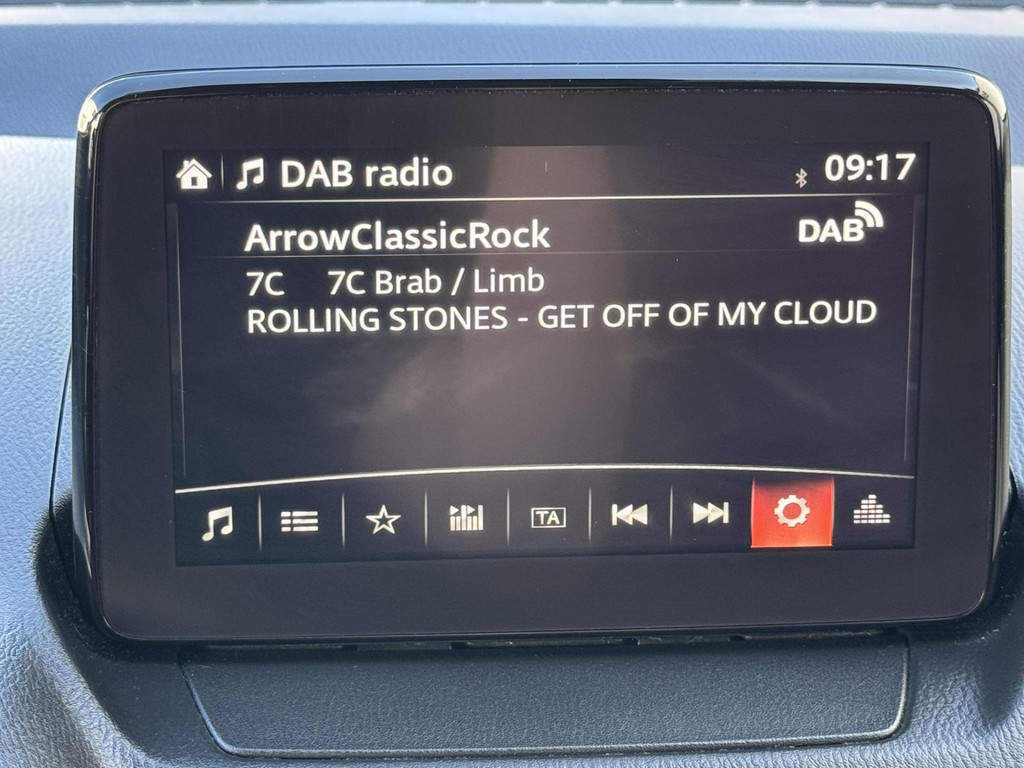 DAB radio 09:17
ArrowClassicRock DAB
7C 7C Brab / Limb
ROLLING STONES - GET OFF OF MY CLOUD
TA